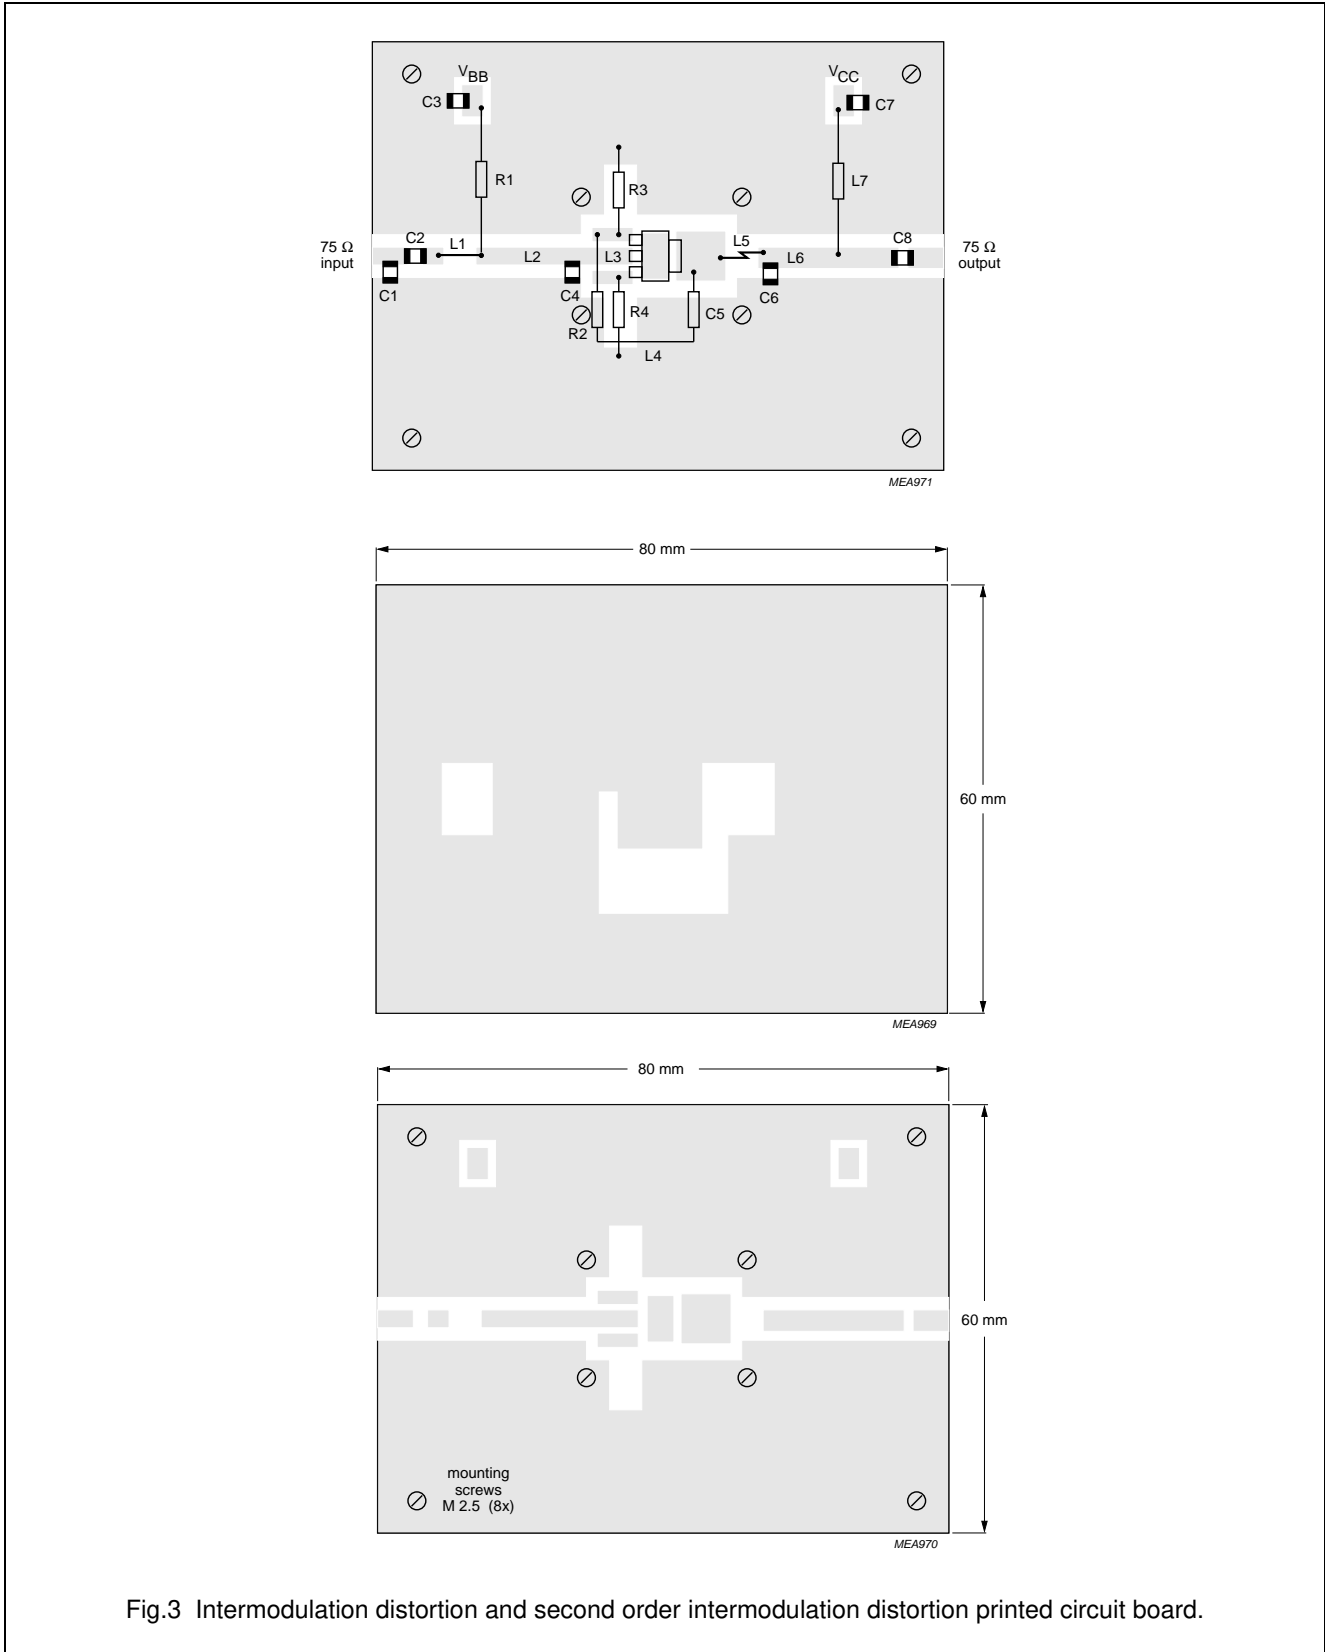 VBB
VCC
C3
C7
R1
R3
L7
75 Ω
input
C2
L1
L2
L3
L5
L6
C8
75 Ω
output
C1
C4
C6
R2
R4
C5
L4
MEA971
80 mm
60 mm
MEA969
80 mm
60 mm
mounting
screws
M 2.5 (8x)
MEA970
Fig.3 Intermodulation distortion and second order intermodulation distortion printed circuit board.